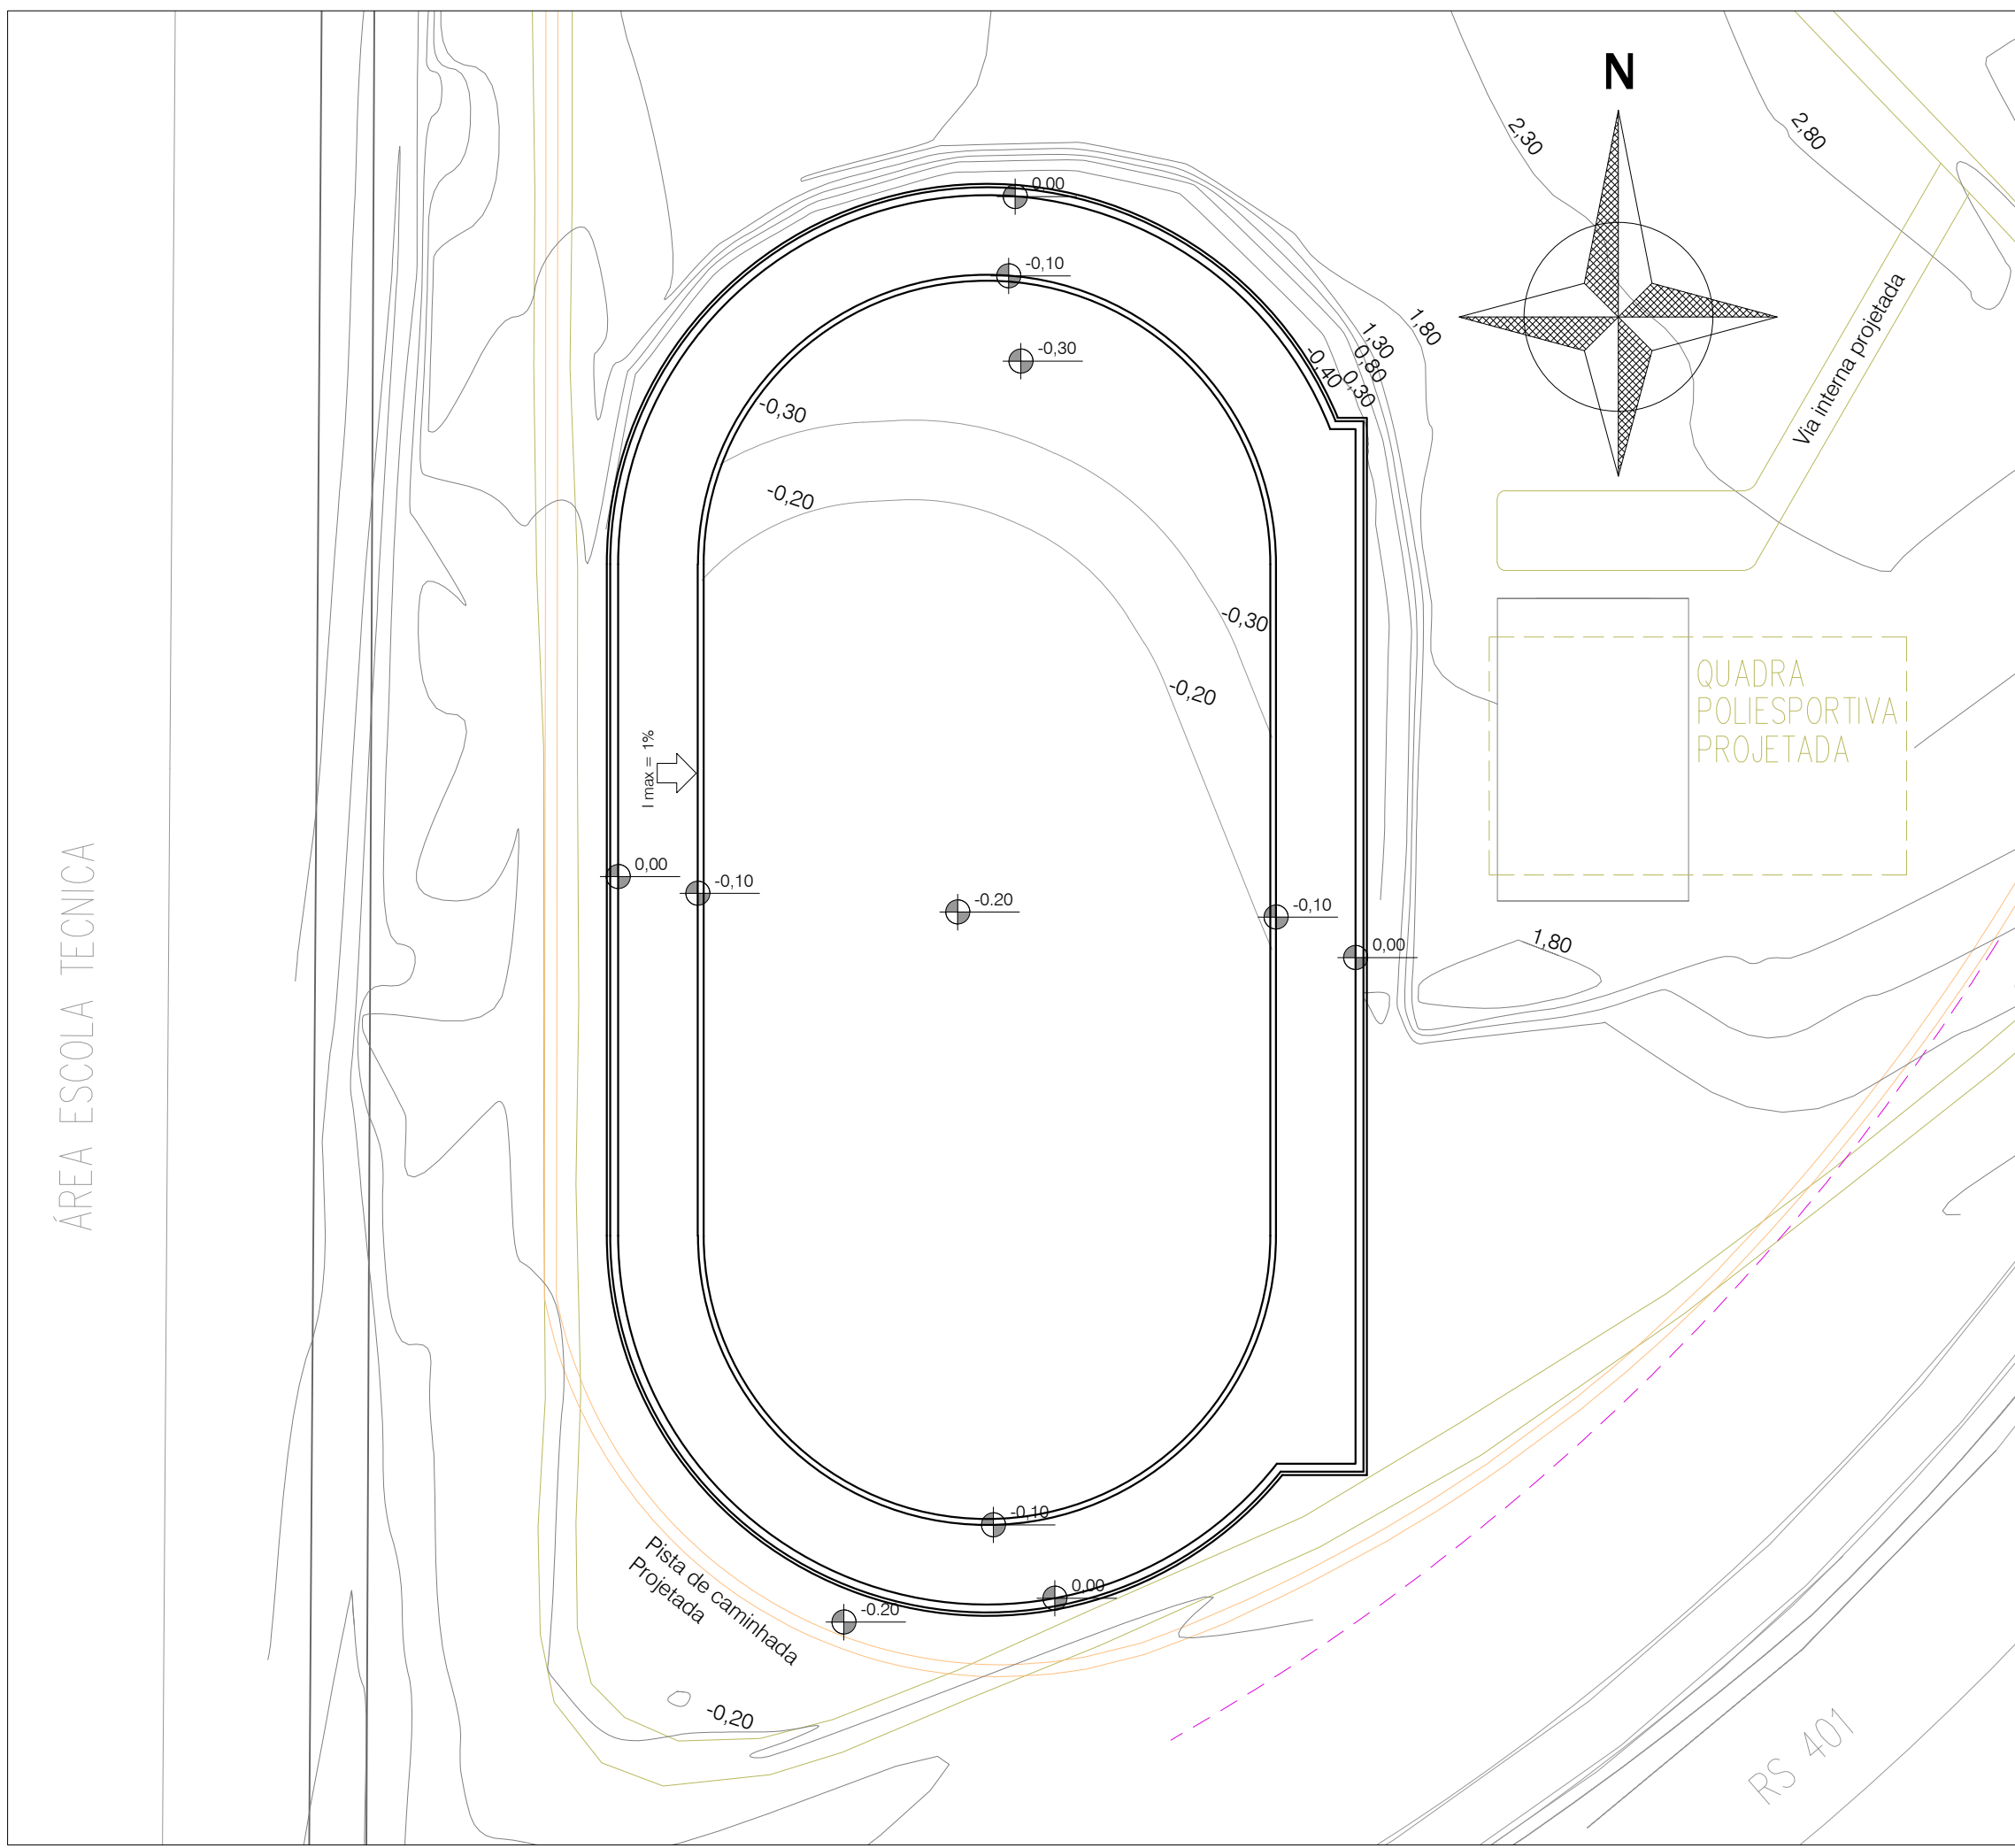 N
2,30
2,80
0,00
-0,10
-0,30
1,80
1,30
0,80
-0,40
0,30
Via interna projetada
-0,30
-0,20
-0,30
-0,20
QUADRA
POLIESPORTIVA
PROJETADA
I max = 1%
ÁREA ESCOLA TECNICA
0,00
-0,10
-0.20
-0,10
0,00
1,80
-0,10
0,00
-0.20
Pista de caminhada
Projetada
-0,20
RS 401